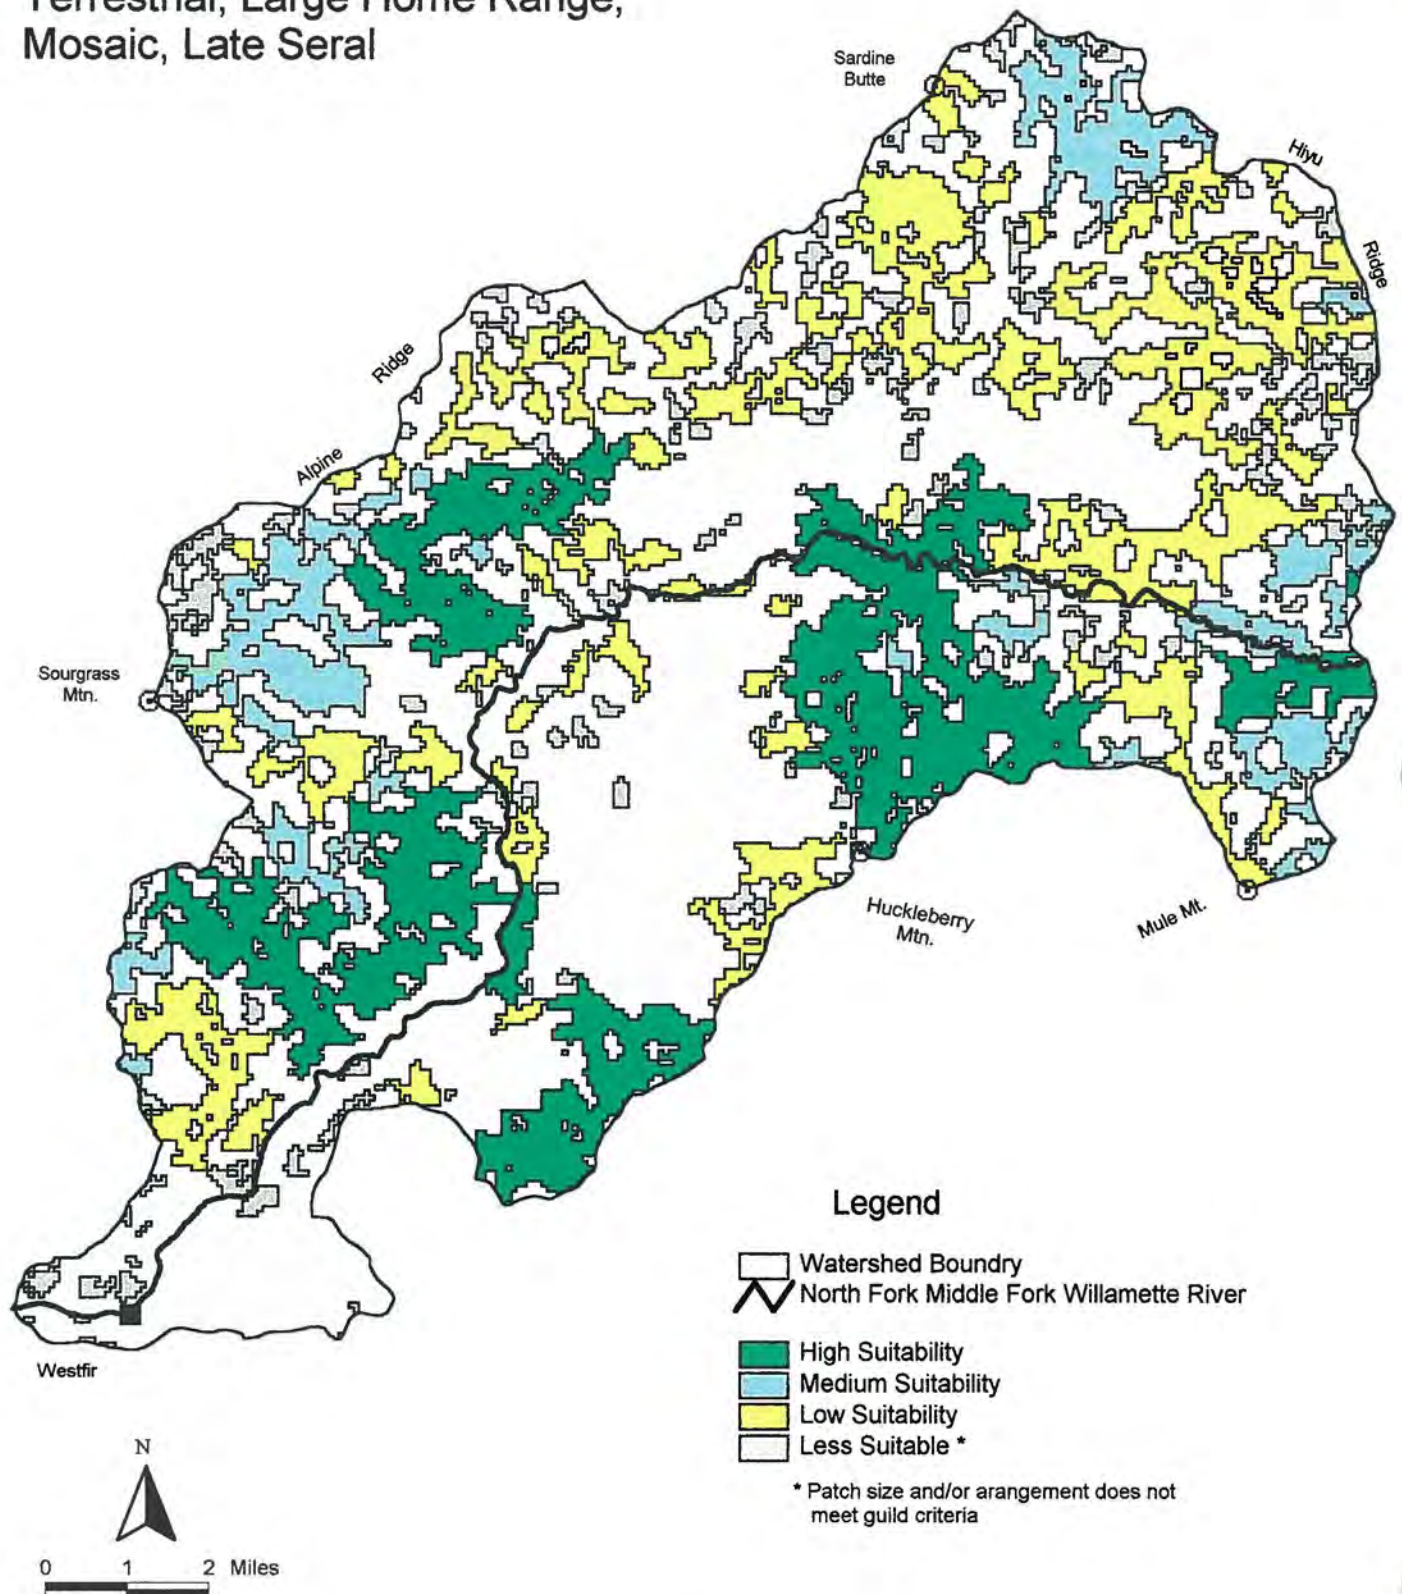 Terrestrial, Large Home Range,
Mosaic, Late Seral
Sardine
Butte
Hiyu
Ridge
Ridge
Alpine
Sourgrass
Mtn.
Huckleberry
Mtn.
Mule Mt.
Westfir
Legend
Watershed Boundry
North Fork Middle Fork Willamette River
High Suitability
Medium Suitability
Low Suitability
Less Suitable *
* Patch size and/or arangement does not
meet guild criteria
N
0 1 2 Miles